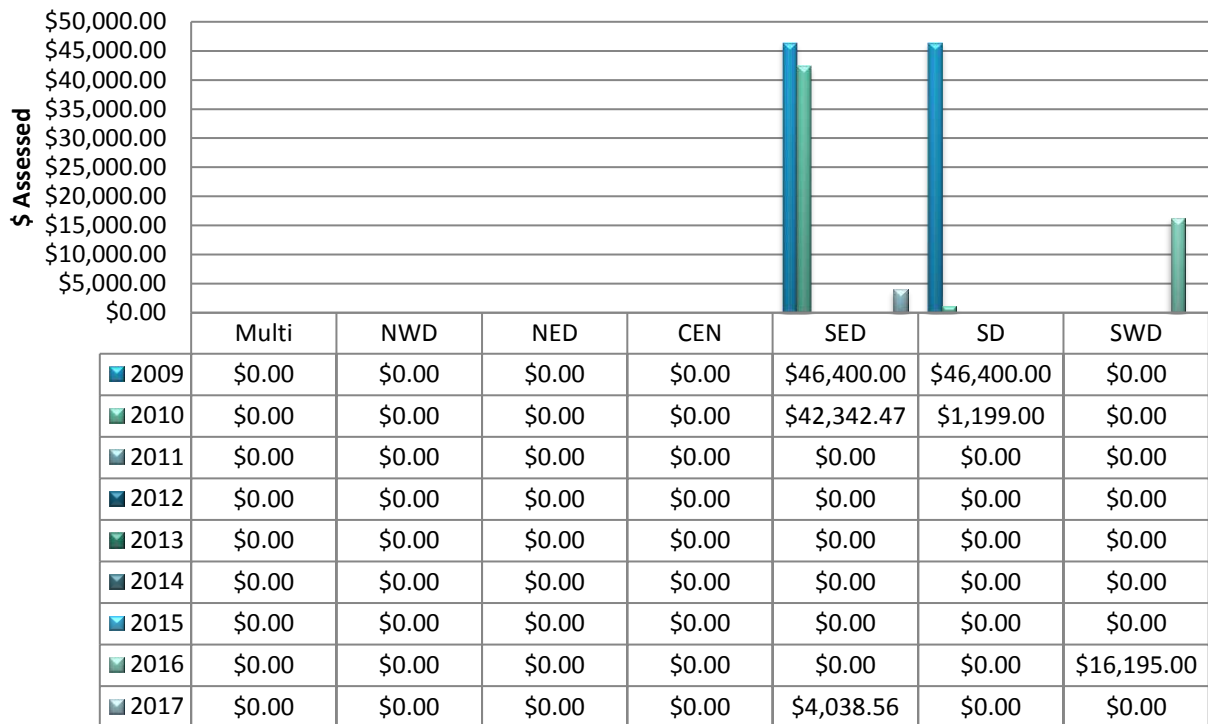 $50,000.00
$45,000.00
$40,000.00
$35,000.00
$30,000.00
$25,000.00
$20,000.00
$15,000.00
$10,000.00
$5,000.00
$0.00
$ Assessed
Multi NWD NED CEN SED SD SWD
2009 $0.00 $0.00 $0.00 $0.00 $46,400.00 $46,400.00 $0.00
2010 $0.00 $0.00 $0.00 $0.00 $42,342.47 $1,199.00 $0.00
2011 $0.00 $0.00 $0.00 $0.00 $0.00 $0.00 $0.00
2012 $0.00 $0.00 $0.00 $0.00 $0.00 $0.00 $0.00
2013 $0.00 $0.00 $0.00 $0.00 $0.00 $0.00 $0.00
2014 $0.00 $0.00 $0.00 $0.00 $0.00 $0.00 $0.00
2015 $0.00 $0.00 $0.00 $0.00 $0.00 $0.00 $0.00
2016 $0.00 $0.00 $0.00 $0.00 $0.00 $0.00 $16,195.00
2017 $0.00 $0.00 $0.00 $0.00 $4,038.56 $0.00 $0.00